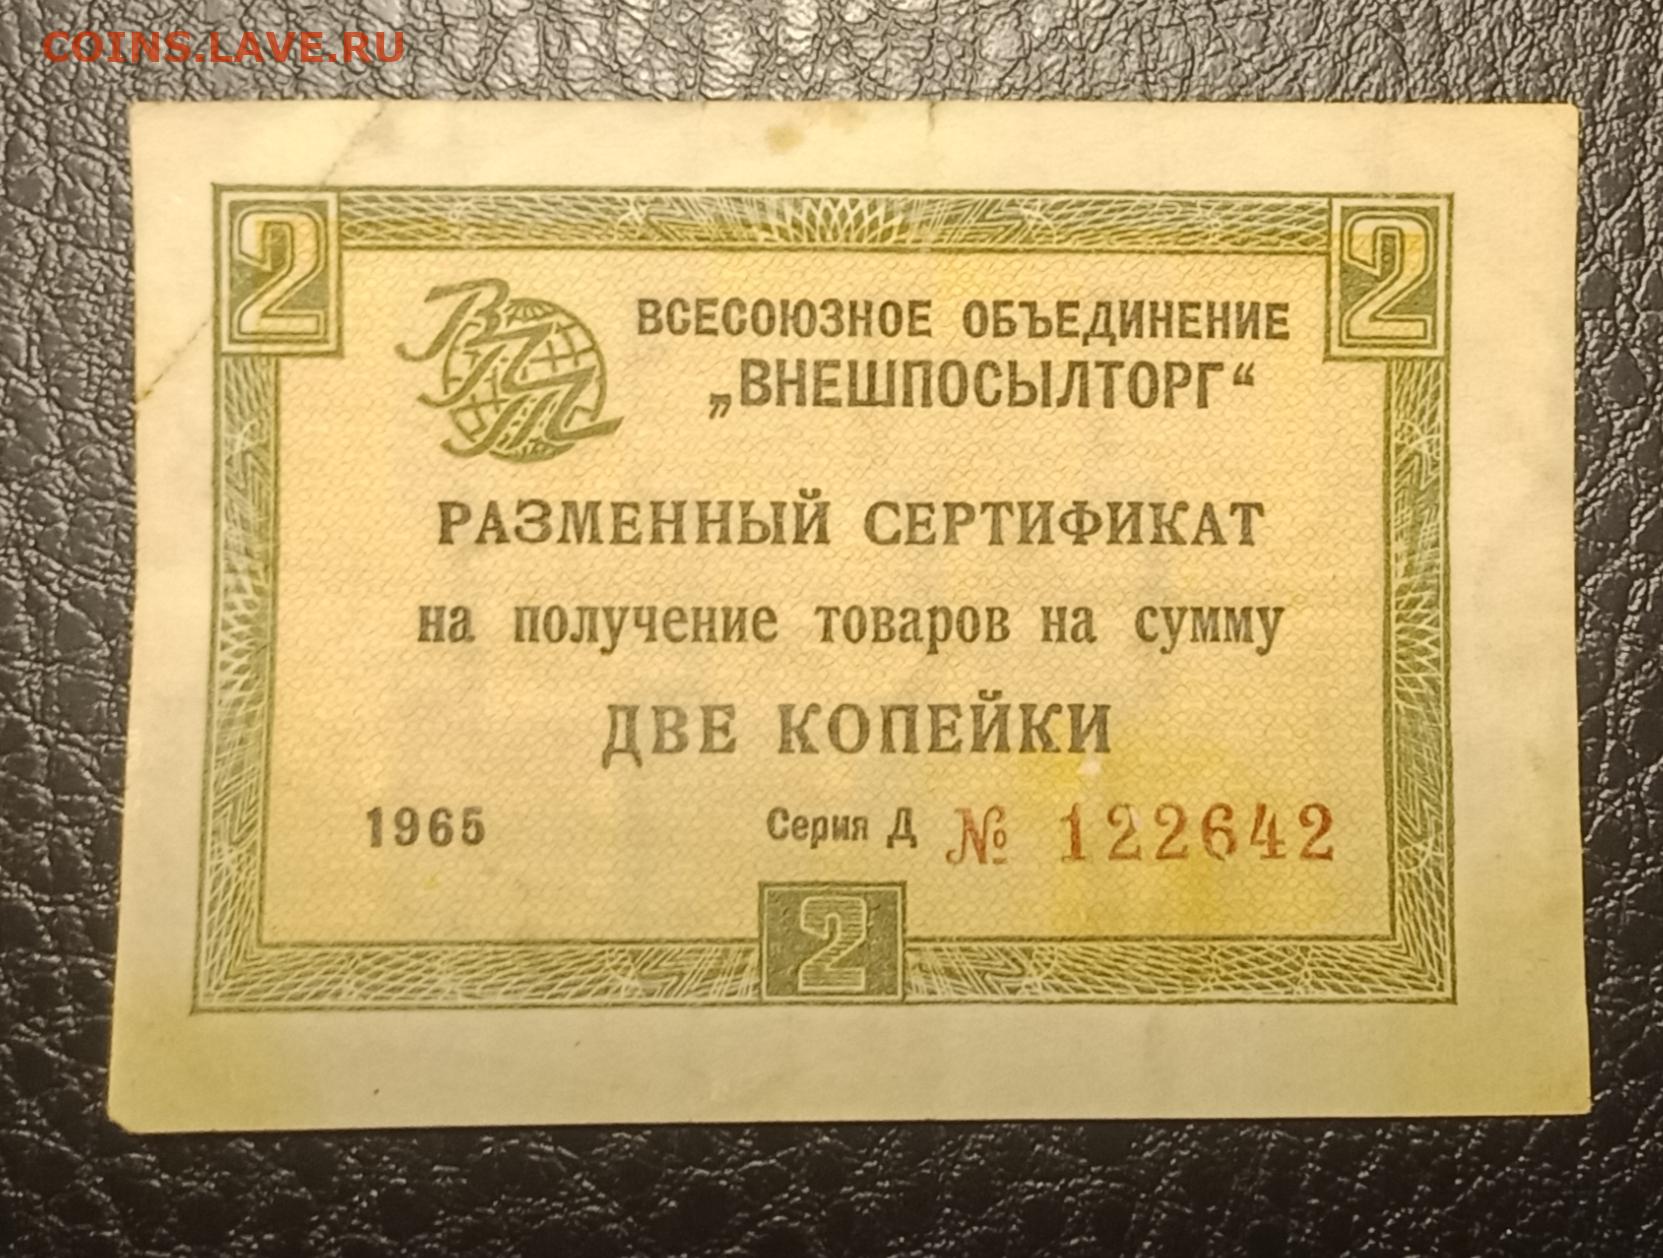 COINS.LAVE.RU
2
2
ВПТ
ВСЕСОЮЗНОЕ ОБЪЕДИНЕНИЕ
„ВНЕШПОСЫЛТОРГ“
РАЗМЕННЫЙ СЕРТИФИКАТ
на получение товаров на сумму
ДВЕ КОПЕЙКИ
1965 Серия Д № 122642
2